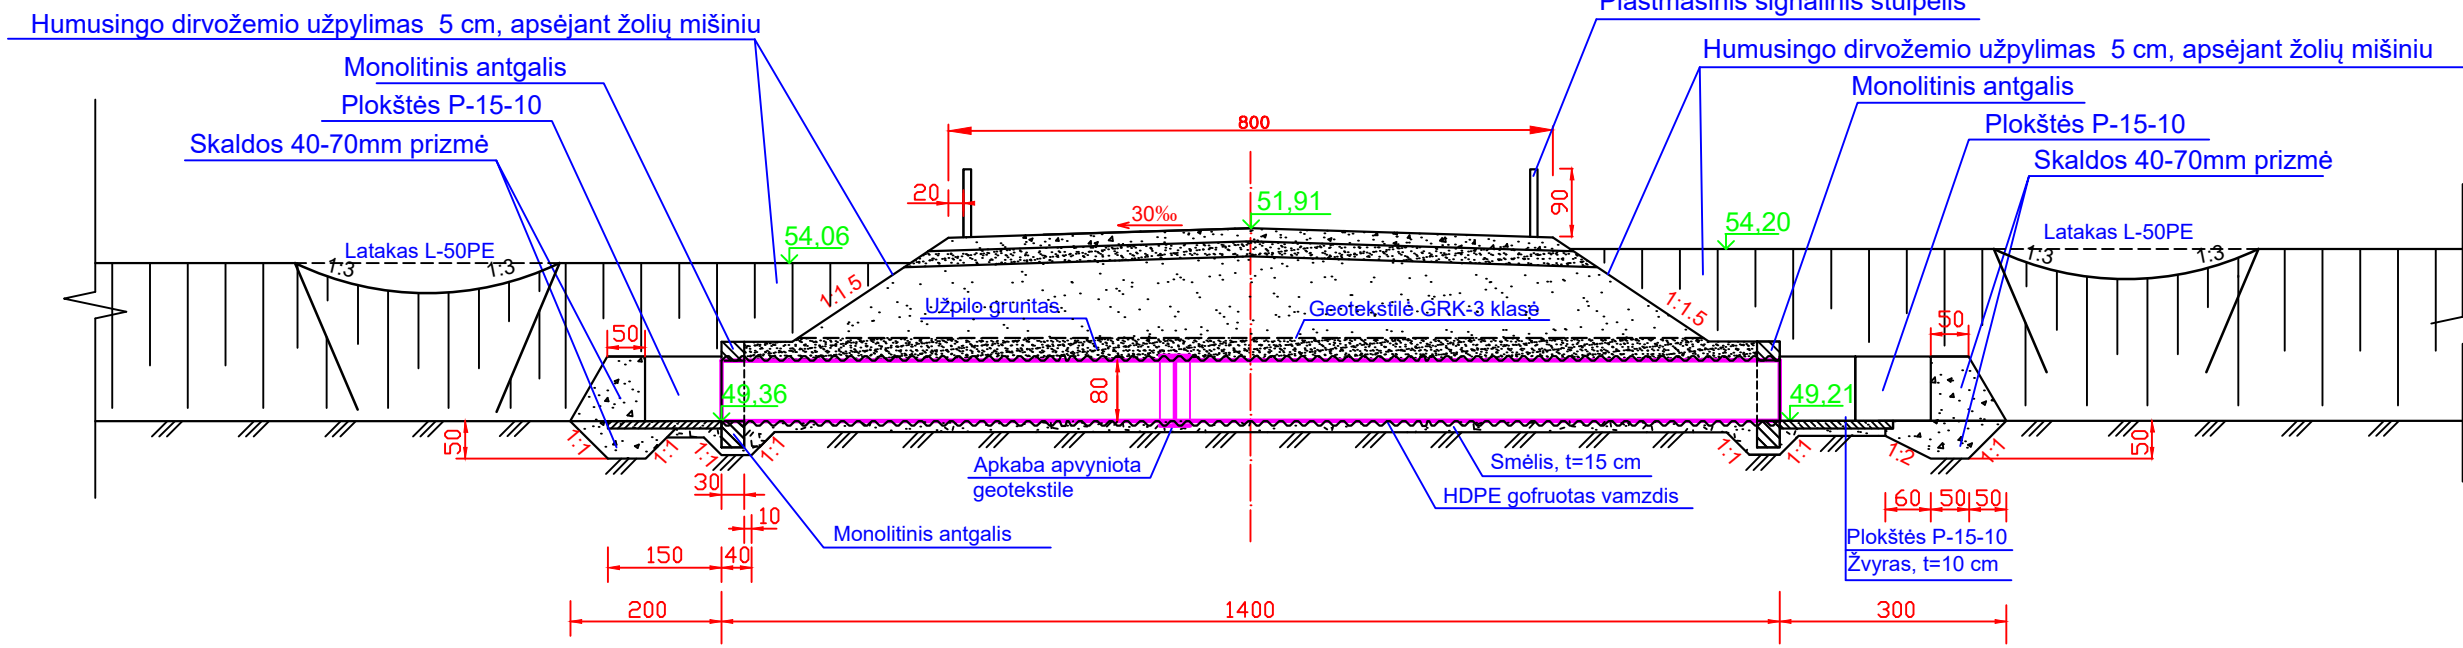 Plastmasinis signalinis stulpelis
Humusingo dirvožemio užpylimas 5 cm, apsėjant žolių mišiniu
Humusingo dirvožemio užpylimas 5 cm, apsėjant žolių mišiniu
Monolitinis antgalis
Monolitinis antgalis
Plokštės P-15-10
800
Plokštės P-15-10
Skaldos 40-70mm prizmė
Skaldos 40-70mm prizmė
20
90
51,91
30‰
54,06
54,20
Latakas L-50PE
Latakas L-50PE
1:3
1:3
1:3
1:3
1:1.5
1:1.5
Užpilo gruntas
Geotekstilė GRK-3 klasė
50
50
80
49,36
49,21
50
1:1
1:1
1:1
1:1
1:1
1:1
1:2
1:1
50
Apkaba apvyniota
geotekstile
Smėlis, t=15 cm
HDPE gofruotas vamzdis
30
10
60
50
50
Monolitinis antgalis
Plokštės P-15-10
Žvyras, t=10 cm
150
40
200
1400
300